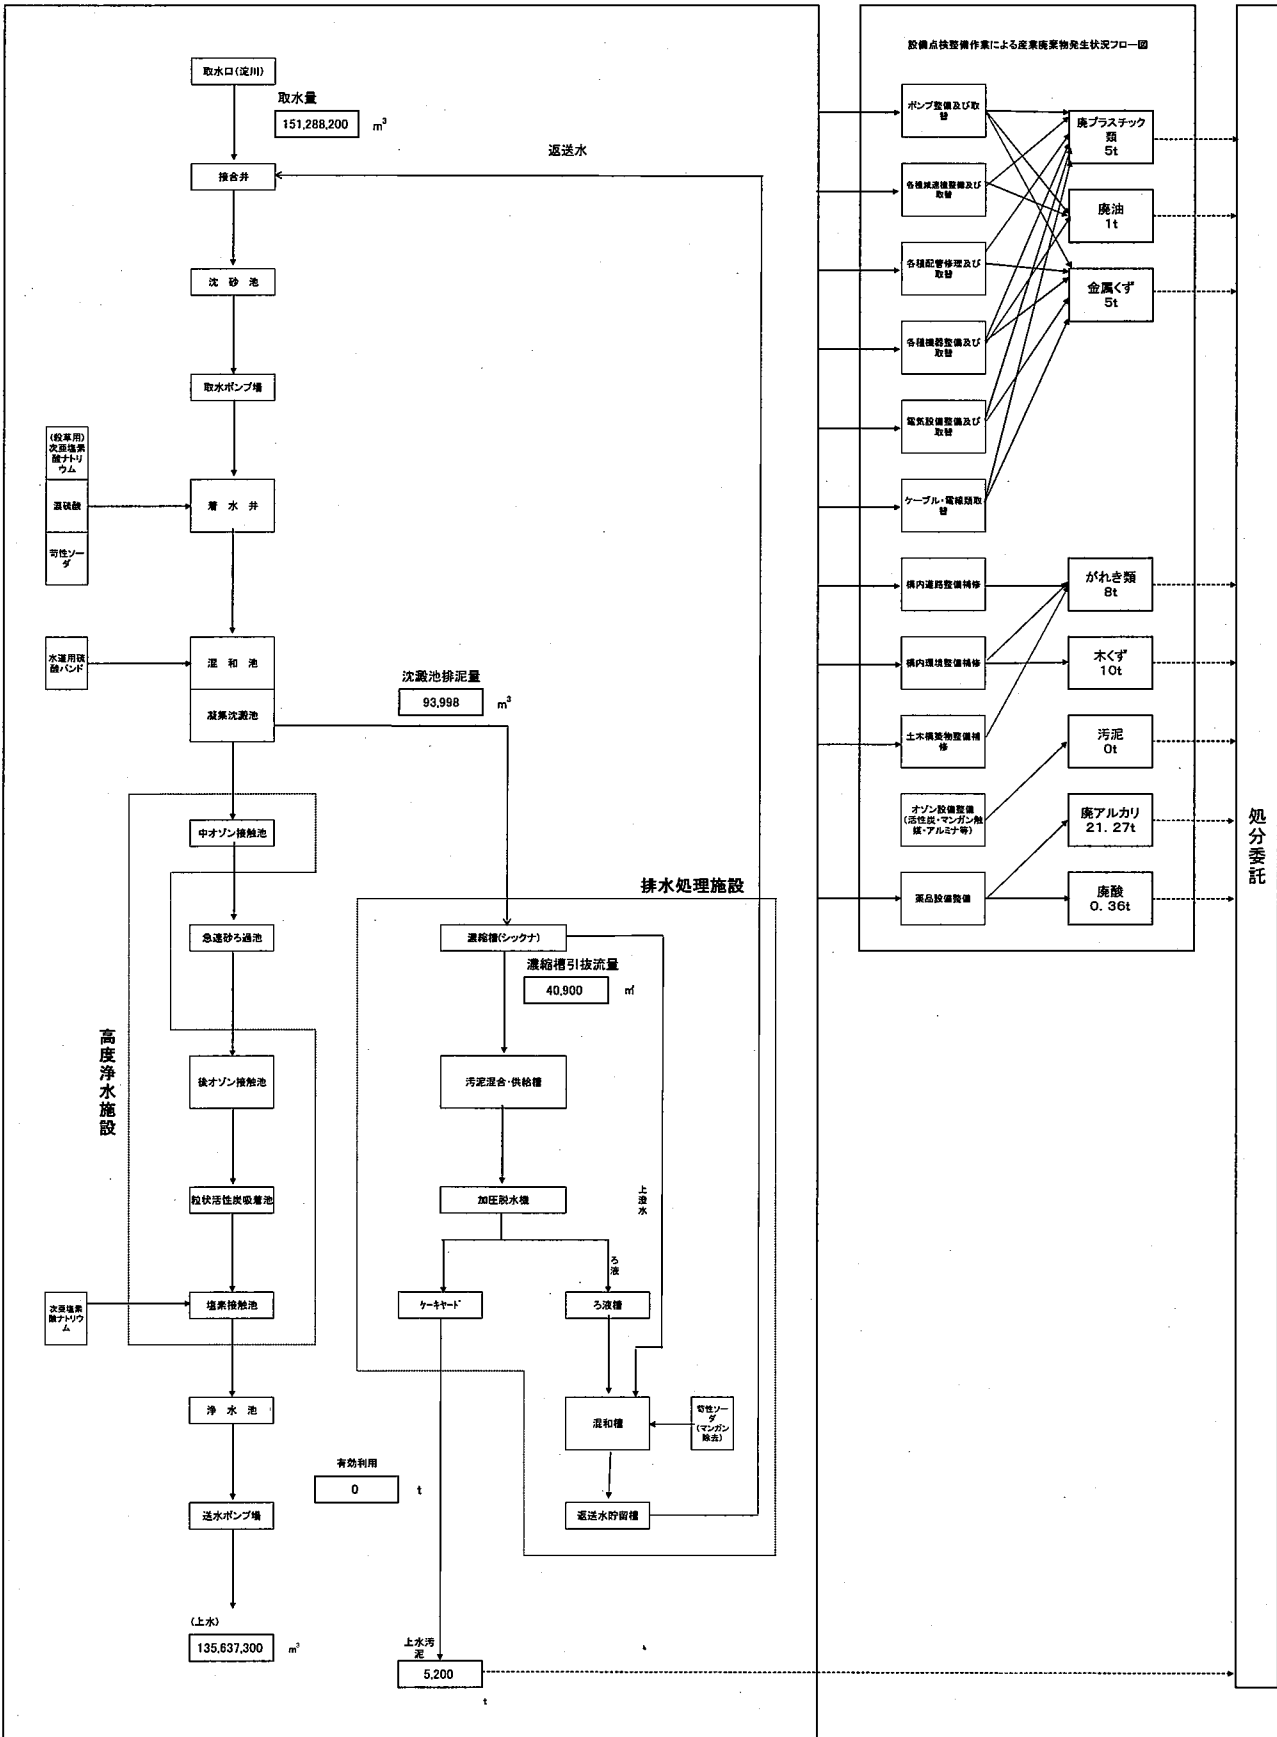 取水口(淀川)
取水量
151,288,200 m³
返送水
接合井
沈砂池
取水ポンプ場
(殺草用)
次亜塩素
酸ナトリ
ウム
濃硫酸
苛性ソー
ダ
着水井
水道用硫
酸バンド
混和池
凝集沈澱池
沈澱池排泥量
93,998 m³
中オゾン接触池
急速砂ろ過池
高度浄水施設
後オゾン接触池
粒状活性炭吸着池
次亜塩素
酸ナトリウ
ム
塩素接触池
浄水池
送水ポンプ場
(上水)
135,637,300 m³
排水処理施設
濃縮槽(シックナ)
濃縮槽引抜流量
40,900 ㎥
汚泥混合・供給槽
加圧脱水機
上澄水
ろ液
ケーキヤード
ろ液槽
混和槽
苛性ソー
ダ
(マンガン
除去)
返送水貯留槽
有効利用
0 t
上水汚
泥
5,200
t
設備点検整備作業による産業廃棄物発生状況フロー図
ポンプ整備及び取
替
各種減速機整備及び
取替
各種配管修理及び
取替
各種機器整備及び
取替
電気設備整備及び
取替
ケーブル・電線類取
替
構内道路整備補修
構内環境整備補修
土木構築物整備補
修
オゾン設備整備
(活性炭・マンガン触
媒・アルミナ等)
薬品設備整備
廃プラスチック
類
5t
廃油
1t
金属くず
5t
がれき類
8t
木くず
10t
汚泥
0t
廃アルカリ
21.27t
廃酸
0.36t
処分委託